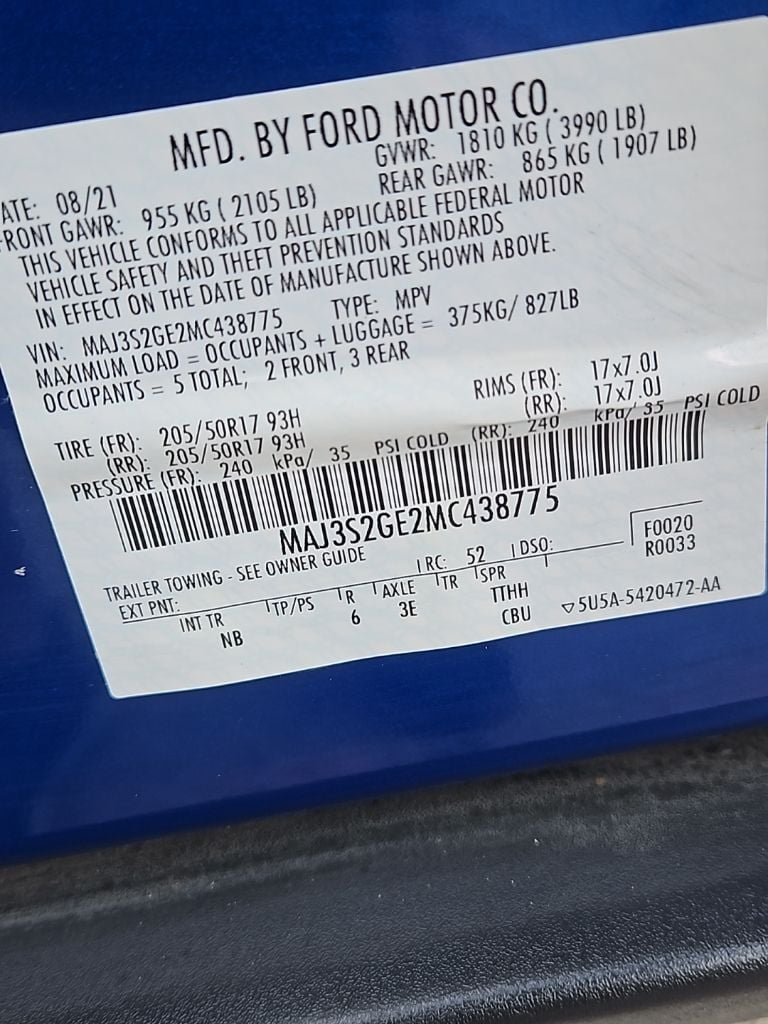 MFD. BY FORD MOTOR CO.
ATE: 08/21 GVWR: 1810 KG ( 3990 LB)
RONT GAWR: 955 KG ( 2105 LB) REAR GAWR: 865 KG ( 1907 LB)
THIS VEHICLE CONFORMS TO ALL APPLICABLE FEDERAL MOTOR
VEHICLE SAFETY AND THEFT PREVENTION STANDARDS
IN EFFECT ON THE DATE OF MANUFACTURE SHOWN ABOVE.
VIN: MAJ3S2GE2MC438775 TYPE: MPV
MAXIMUM LOAD = OCCUPANTS + LUGGAGE = 375KG/ 827LB
OCCUPANTS = 5 TOTAL; 2 FRONT, 3 REAR
TIRE (FR): 205/50R17 93H RIMS (FR): 17x7.0J
(RR): 205/50R17 93H (RR): 17x7.0J
PRESSURE (FR): 240 kPa/ 35 PSI COLD (RR): 240 kPa/ 35 PSI COLD
MAJ3S2GE2MC438775
TRAILER TOWING - SEE OWNER GUIDE
EXT PNT: RC: 52 DSO: F0020
R0033
INT TR TP/PS R AXLE TR SPR
NB 6 3E TTHH
CBU ▽5U5A-5420472-AA